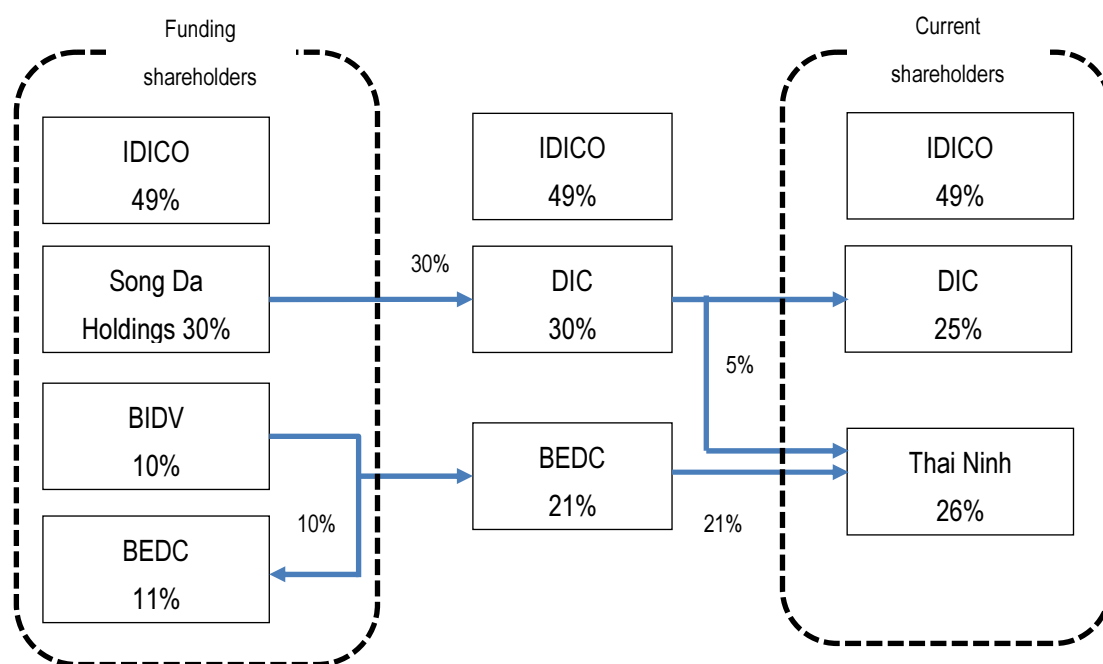 Funding
shareholders
Current
shareholders
IDICO
49%
IDICO
49%
IDICO
49%
Song Da
Holdings 30%
30%
DIC
30%
DIC
25%
5%
BIDV
10%
BEDC
21%
Thai Ninh
26%
10%
21%
BEDC
11%